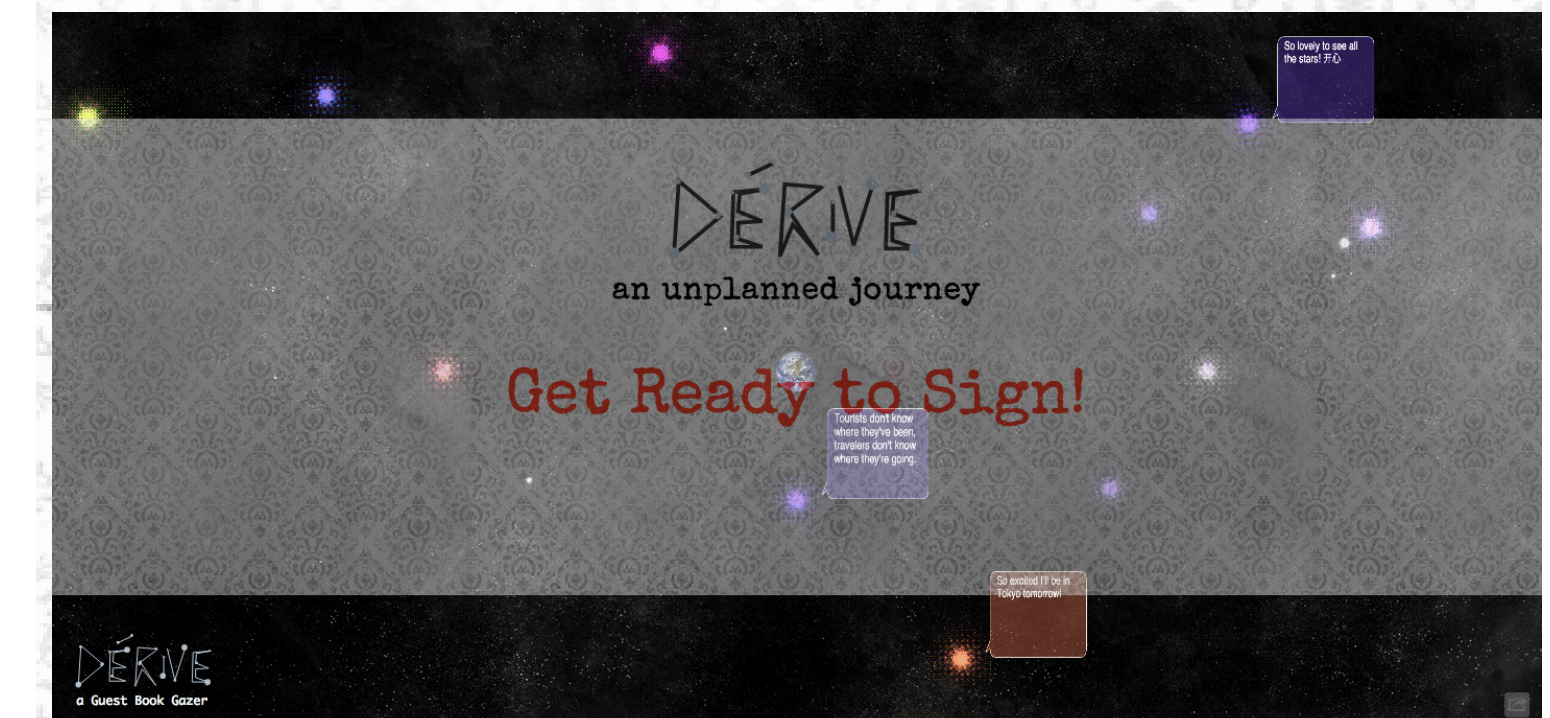 So lovely to see all
the stars! 开心
DÉRIVE
an unplanned journey
Get Ready to Sign!
Tourists don't know
where they've been,
travelers don't know
where they're going.
So excited I'll be in
Tokyo tomorrow!
DÉRIVE
a Guest Book Gazer